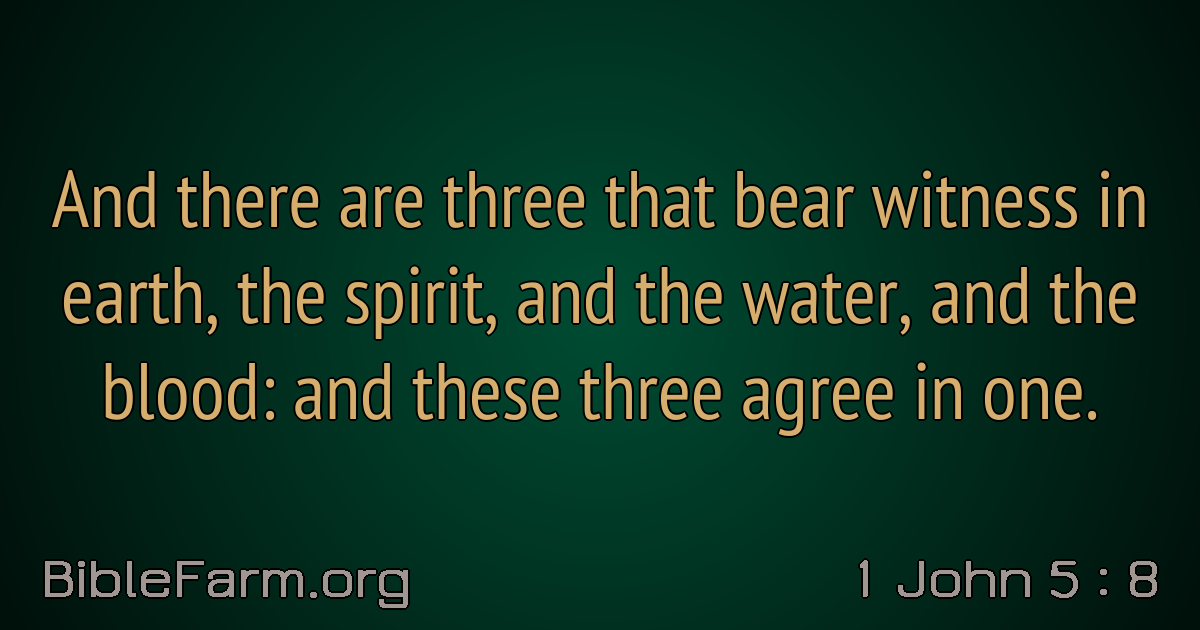 And there are three that bear witness in
earth, the spirit, and the water, and the
blood: and these three agree in one.
BibleFarm.org
1 John 5 : 8